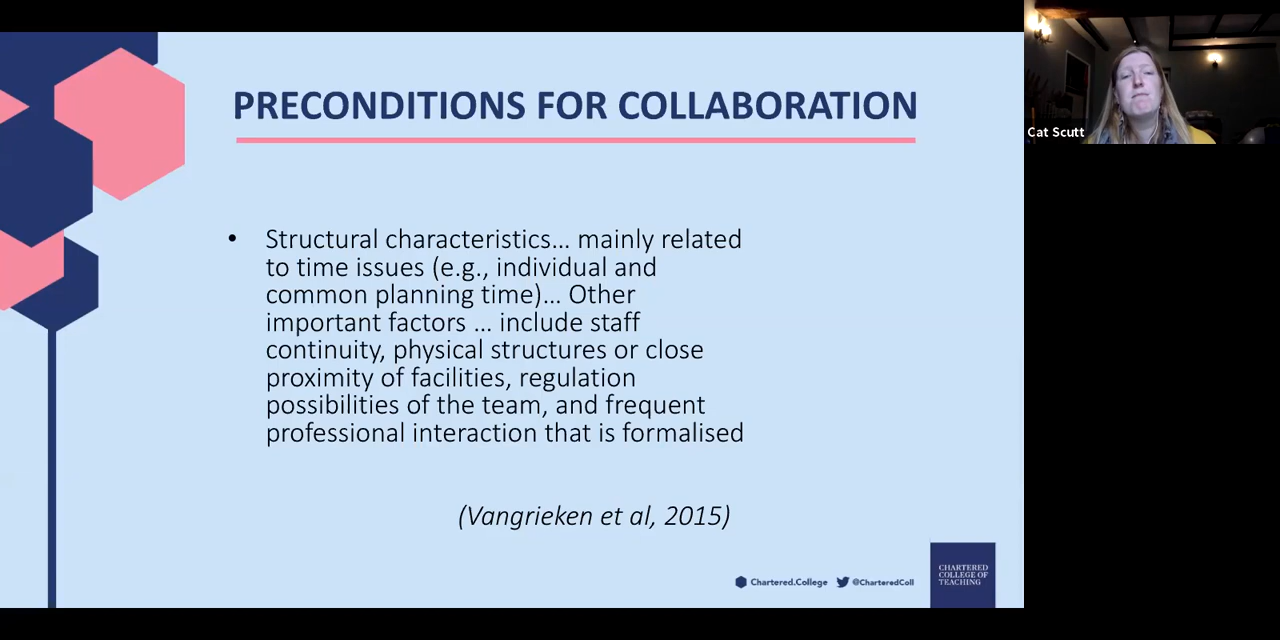 PRECONDITIONS FOR COLLABORATION
• Structural characteristics... mainly related
to time issues (e.g., individual and
common planning time)... Other
important factors ... include staff
continuity, physical structures or close
proximity of facilities, regulation
possibilities of the team, and frequent
professional interaction that is formalised
(Vangrieken et al, 2015)
Chartered.College @CharteredColl
CHARTERED
COLLEGE OF
TEACHING
Cat Scutt